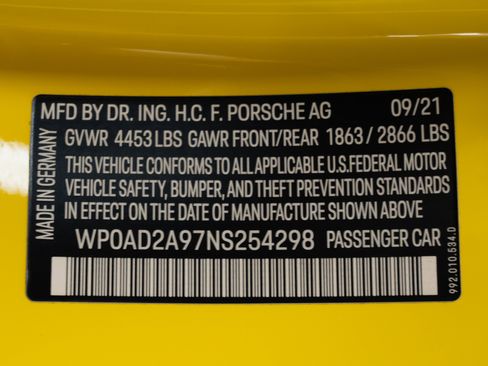 MFD BY DR. ING. H.C. F. PORSCHE AG 09/21
GVWR 4453 LBS GAWR FRONT/REAR 1863 / 2866 LBS
THIS VEHICLE CONFORMS TO ALL APPLICABLE U.S.FEDERAL MOTOR
VEHICLE SAFETY, BUMPER, AND THEFT PREVENTION STANDARDS
IN EFFECT ON THE DATE OF MANUFACTURE SHOWN ABOVE
WP0AD2A97NS254298 PASSENGER CAR
MADE IN GERMANY
992.010.534.D